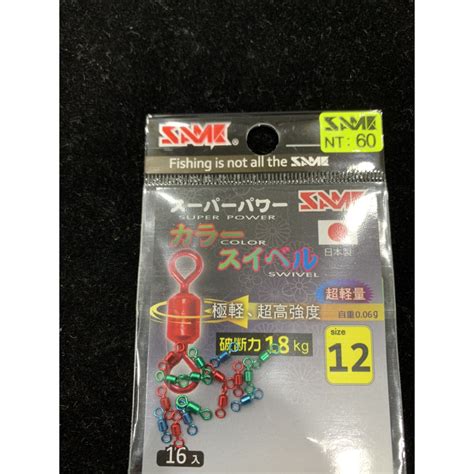 SAME®
SAME
NT: 60
Fishing is not all the SAME
スーパーパワー
SUPER POWER
SAME
カラー
COLOR
スイベル
SWIVEL
日本製
超軽量
自重0.06g
極軽、超高強度
破断力 18 kg
size
12
16入